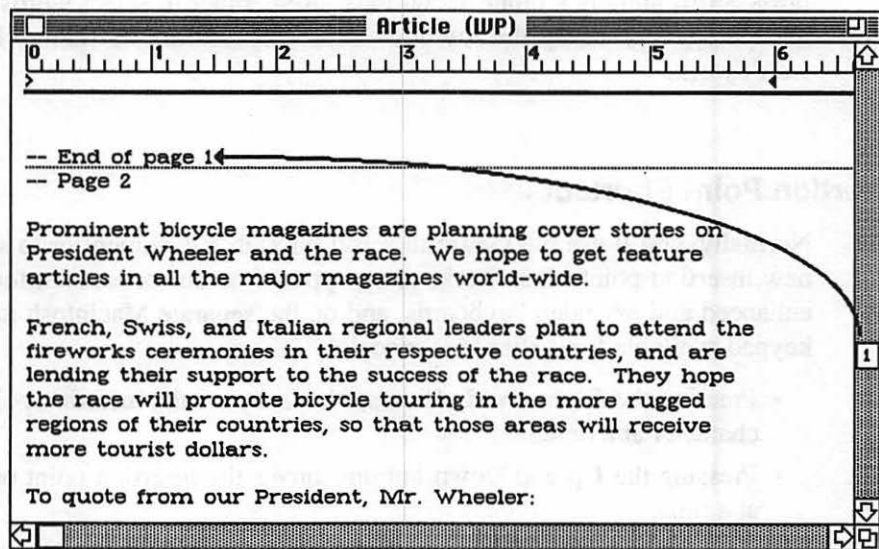 Article (WP)
0 1 2 3 4 5 6
-- End of page 1
-- Page 2
Prominent bicycle magazines are planning cover stories on
President Wheeler and the race. We hope to get feature
articles in all the major magazines world-wide.
French, Swiss, and Italian regional leaders plan to attend the
fireworks ceremonies in their respective countries, and are
lending their support to the success of the race. They hope
the race will promote bicycle touring in the more rugged
regions of their countries, so that those areas will receive
more tourist dollars.
1
To quote from our President, Mr. Wheeler: